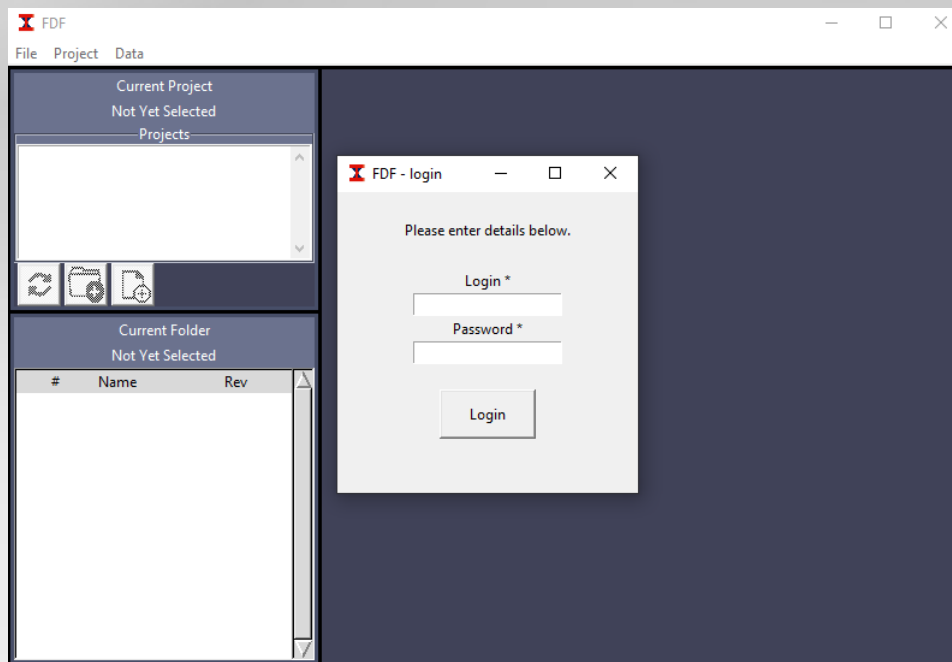 FDF
File Project Data
Current Project
Not Yet Selected
Projects
Current Folder
Not Yet Selected
# Name Rev
FDF - login
Please enter details below.
Login *
Password *
Login